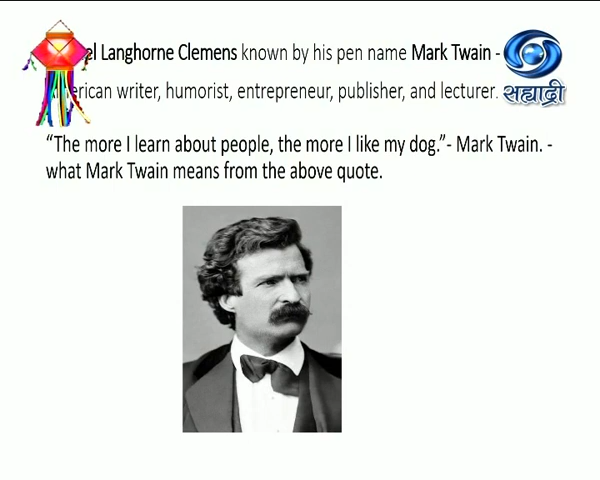 el Langhorne Clemens known by his pen name Mark Twain -
erican writer, humorist, entrepreneur, publisher, and lecturer.
सह्याद्री
“The more I learn about people, the more I like my dog.”- Mark Twain. -
what Mark Twain means from the above quote.